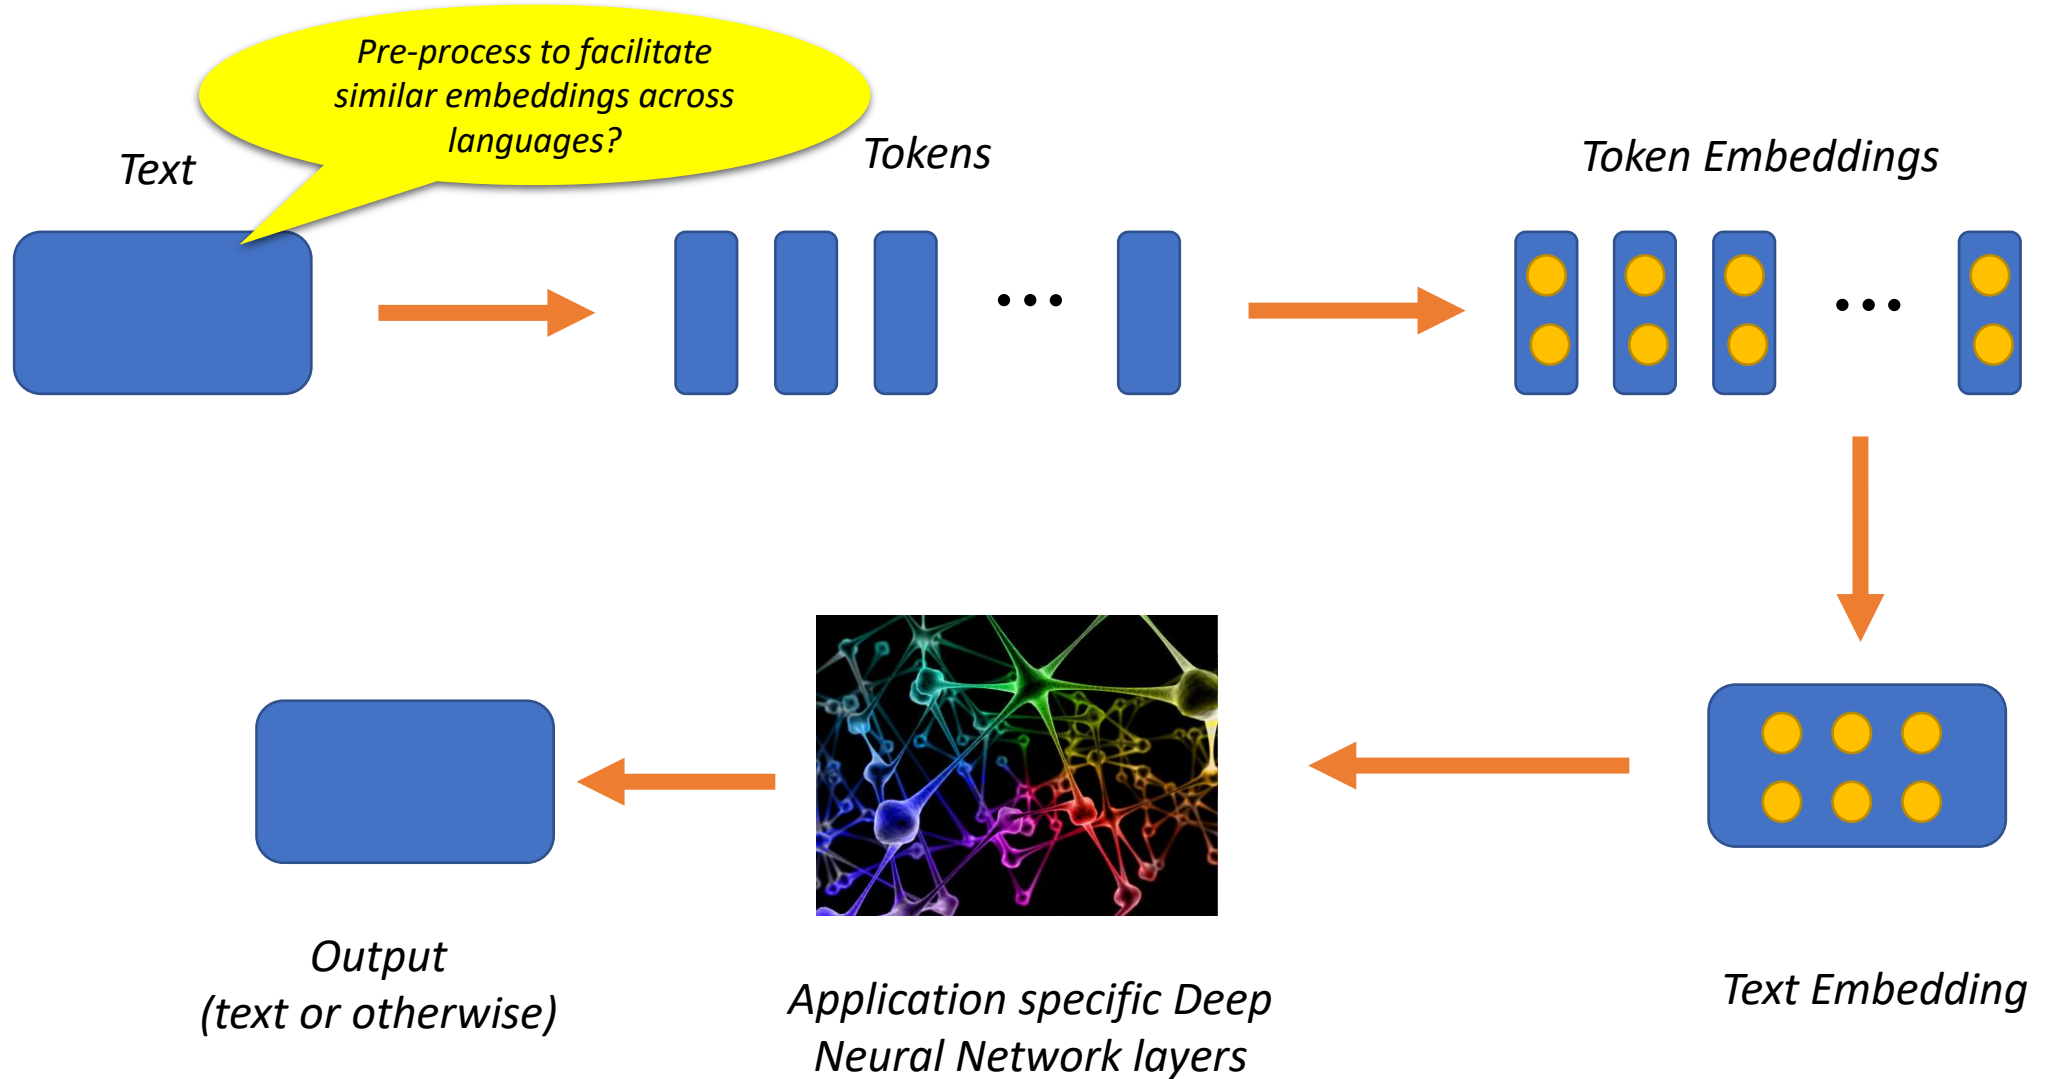 Pre-process to facilitate
similar embeddings across
languages?
Text
Tokens
Token Embeddings
Output
(text or otherwise)
Application specific Deep
Neural Network layers
Text Embedding